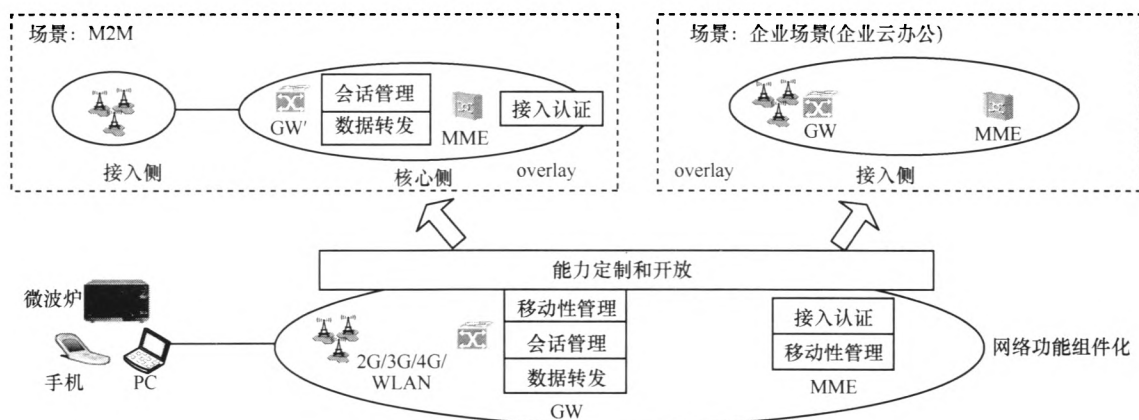 场景：M2M
会话管理
数据转发
GW'
MME
接入认证
接入侧
核心侧
overlay
场景：企业场景(企业云办公)
GW
MME
overlay
接入侧
能力定制和开放
微波炉
手机
PC
2G/3G/4G/
WLAN
移动性管理
会话管理
数据转发
GW
接入认证
移动性管理
MME
网络功能组件化